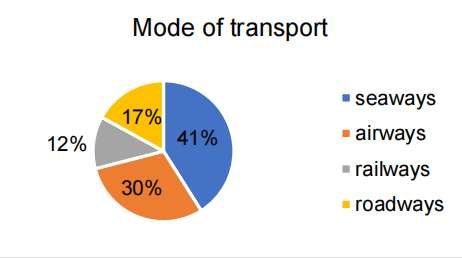 Mode of transport
17%
41%
12%
30%
seaways
airways
railways
roadways